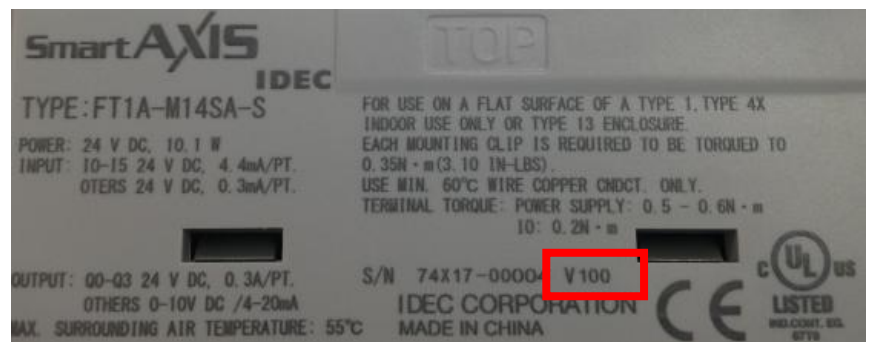 SmartAXIS
TOP
IDEC
TYPE:FT1A-M14SA-S
POWER: 24 V DC, 10.1 W
INPUT: I0-I5 24 V DC, 4.4mA/PT.
OTERS 24 V DC, 0.3mA/PT.
FOR USE ON A FLAT SURFACE OF A TYPE 1, TYPE 4X
INDOOR USE ONLY OR TYPE 13 ENCLOSURE.
EACH MOUNTING CLIP IS REQUIRED TO BE TORQUED TO
0.35N・m(3.10 IN-LBS).
USE MIN. 60℃ WIRE COPPER CNDCT. ONLY.
TERMINAL TORQUE: POWER SUPPLY: 0.5 - 0.6N・m
IO: 0.2N・m
OUTPUT: Q0-Q3 24 V DC, 0.3A/PT.
OTHERS 0-10V DC /4-20mA
MAX. SURROUNDING AIR TEMPERATURE: 55℃
S/N 74X17-00004 V100
IDEC CORPORATION
MADE IN CHINA
CE
C UL US
LISTED
IND.CONT. EQ.